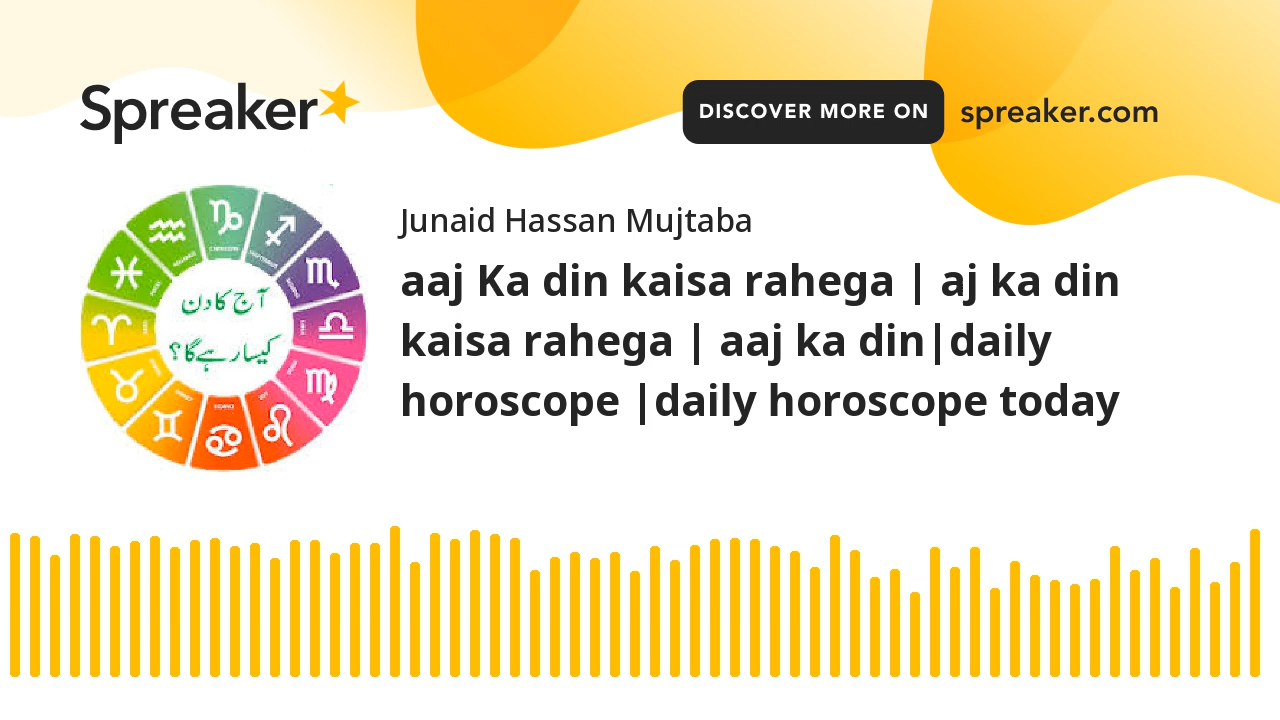 Spreaker
DISCOVER MORE ON
spreaker.com
Junaid Hassan Mujtaba
aaj Ka din kaisa rahega | aj ka din
kaisa rahega | aaj ka din|daily
horoscope |daily horoscope today
آج کا دن
کیسا رہے گا؟